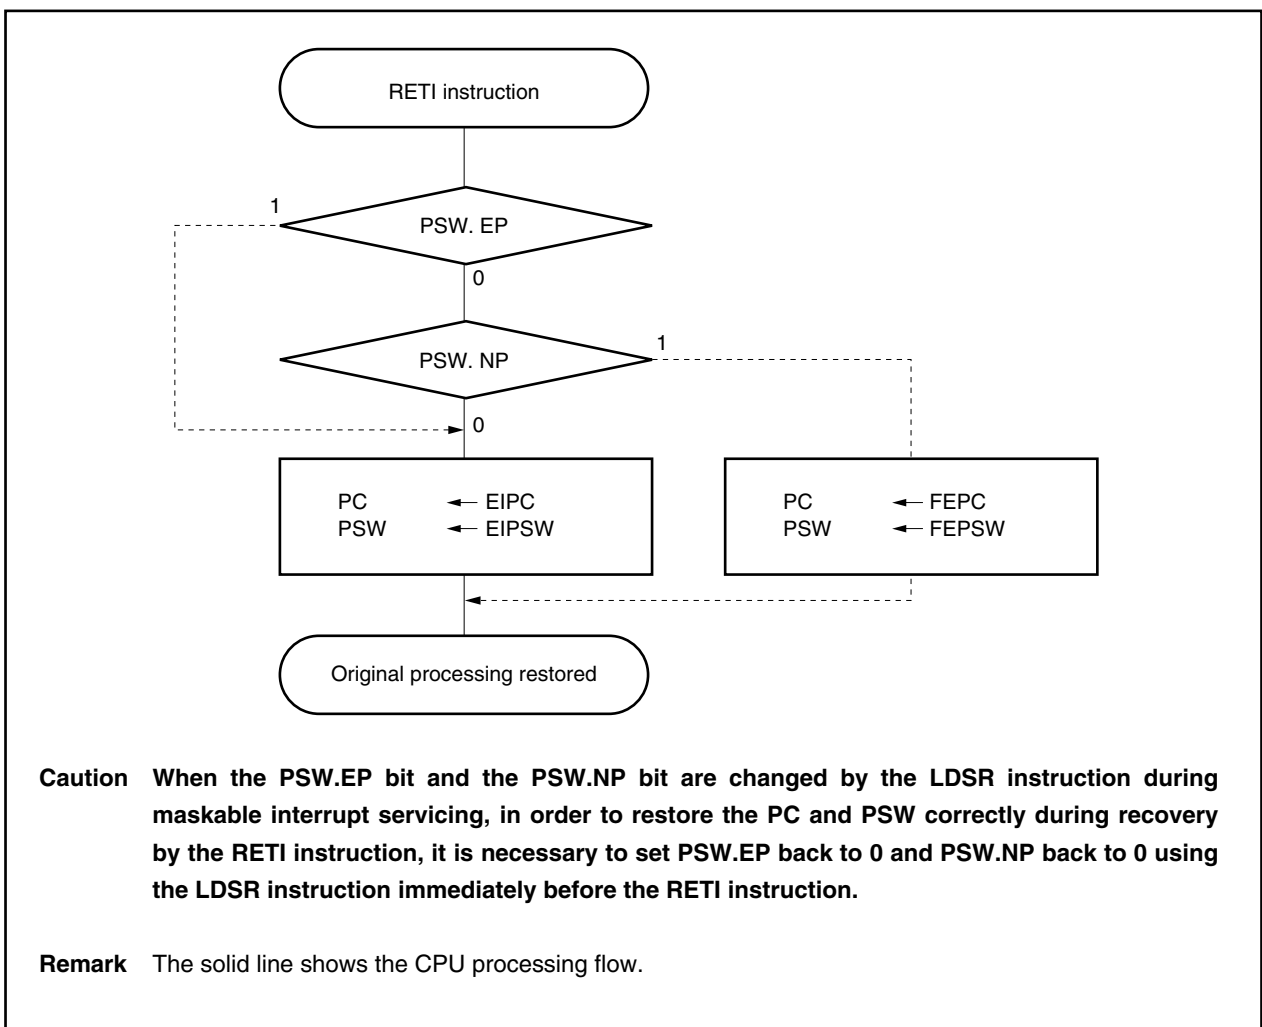 RETI instruction
1
PSW. EP
0
1
PSW. NP
0
PC ← EIPC
PSW ← EIPSW
PC ← FEPC
PSW ← FEPSW
Original processing restored
Caution When the PSW.EP bit and the PSW.NP bit are changed by the LDSR instruction during
maskable interrupt servicing, in order to restore the PC and PSW correctly during recovery
by the RETI instruction, it is necessary to set PSW.EP back to 0 and PSW.NP back to 0 using
the LDSR instruction immediately before the RETI instruction.
Remark The solid line shows the CPU processing flow.